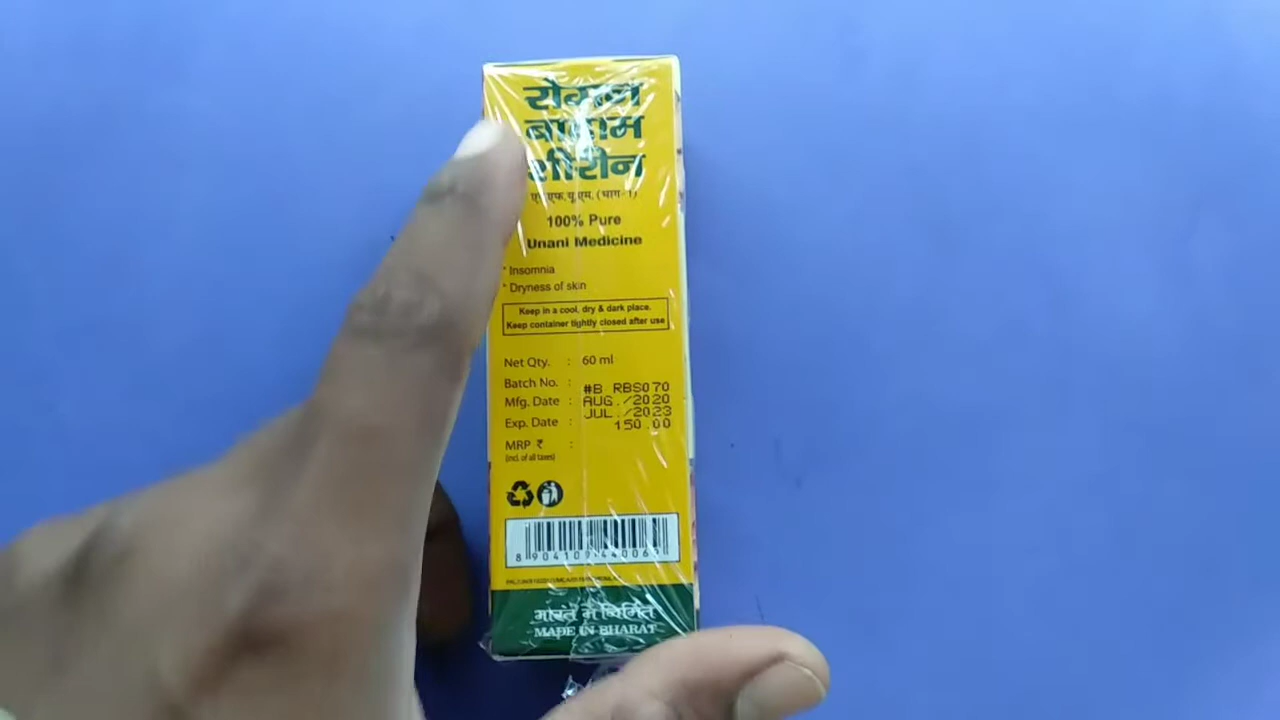 रोगन
बादाम
शीरीन
(भाग-1)
100% Pure
Unani Medicine
* Insomnia
* Dryness of skin
Keep in a cool, dry & dark place.
Keep container tightly closed after use
Net Qty. : 60 ml
Batch No. : #B RBS070
Mfg. Date : AUG./2020
Exp. Date : JUL./2023
MRP ₹ : 150.00
(incl. of all taxes)
भारत में निर्मित
MADE IN BHARAT